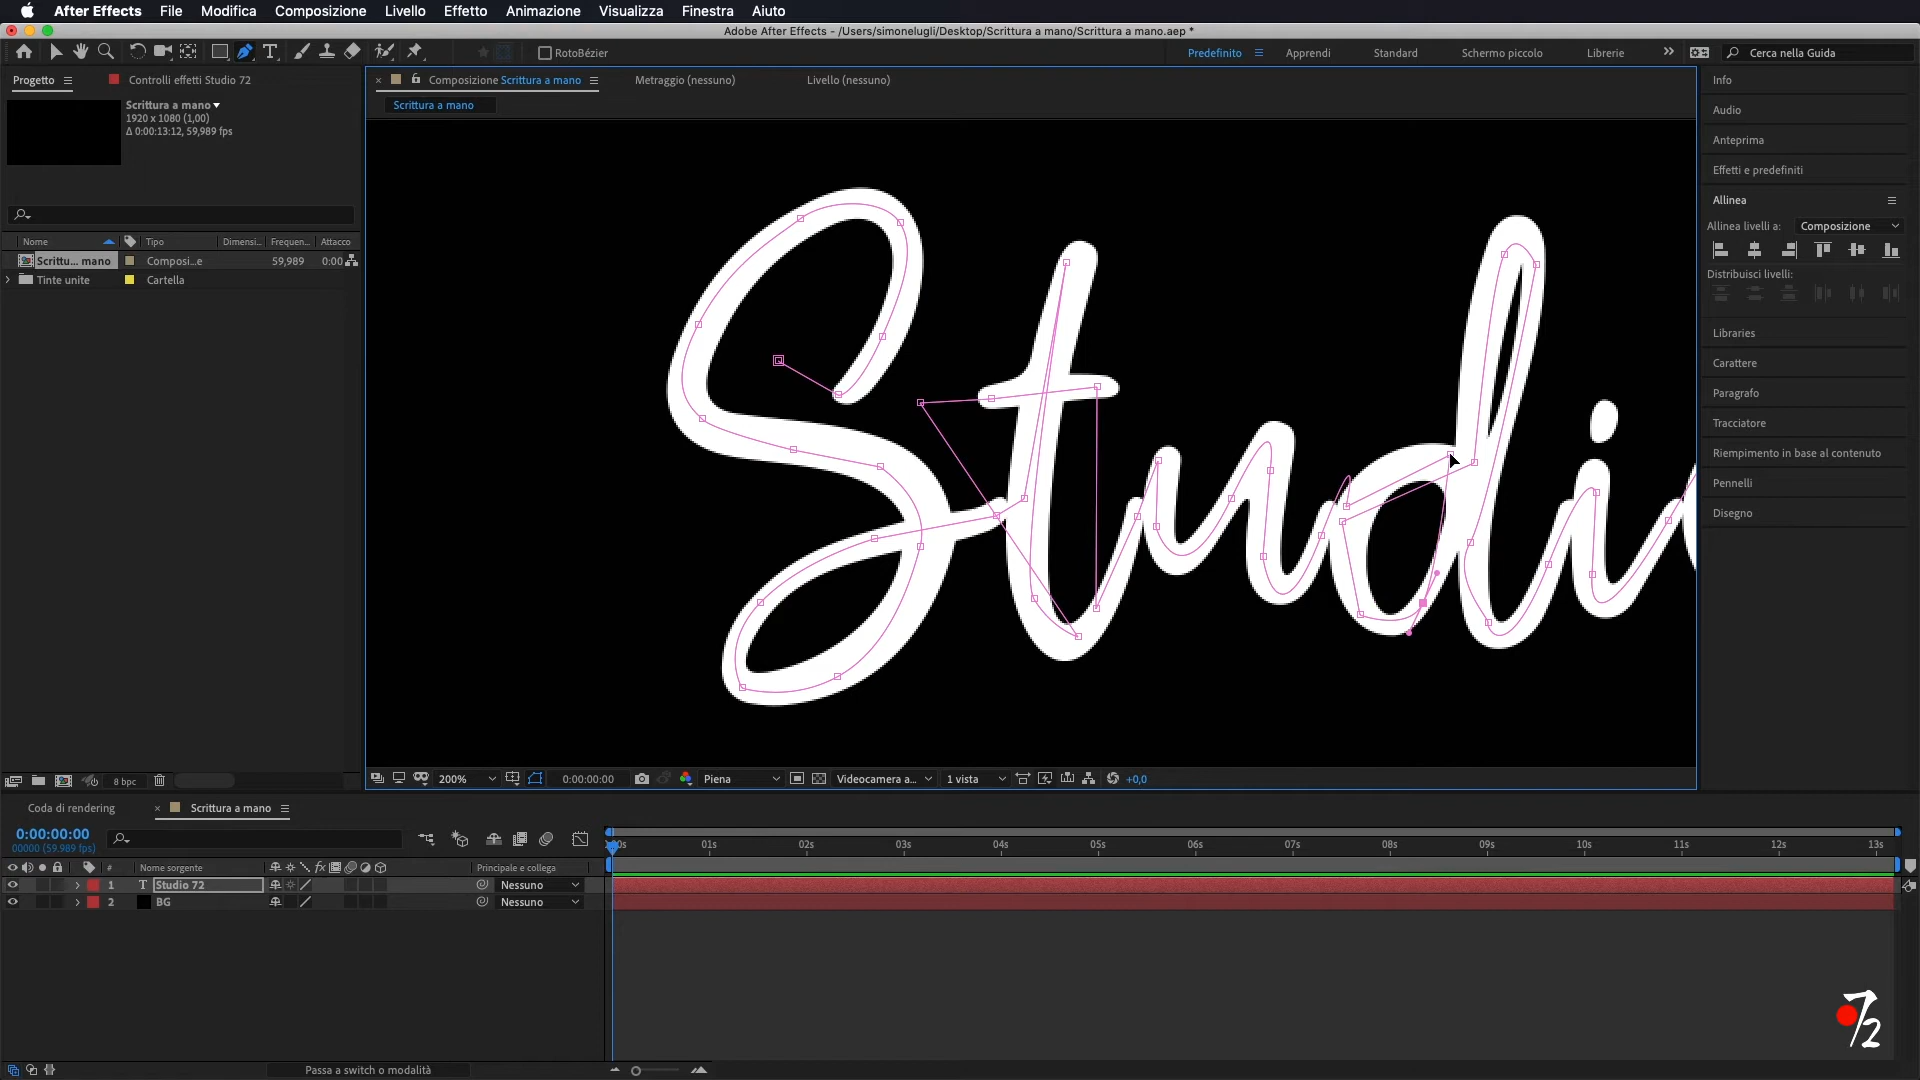 After Effects File Modifica Composizione Livello Effetto Animazione Visualizza Finestra Aiuto
Adobe After Effects - /Users/simonelugli/Desktop/Scrittura a mano/Scrittura a mano.aep *
RotoBézier Predefinito Apprendi Standard Schermo piccolo Librerie Cerca nella Guida
Progetto Controlli effetti Studio 72 Composizione Scrittura a mano Metraggio (nessuno) Livello (nessuno) Info
Scrittura a mano
1920 x 1080 (1,00)
Δ 0:00:13:12, 59,989 fps
Scrittura a mano
Audio
Anteprima
Effetti e predefiniti
Allinea
Allinea livelli a: Composizione
Distribuisci livelli:
Libraries
Carattere
Paragrafo
Tracciatore
Riempimento in base al contenuto
Pennelli
Disegno
Nome Tipo Dimensi... Frequen... Attacco
Scrittu... mano Composi...e 59,989 0:00
Tinte unite Cartella
Studi
8 bpc 200% 0:00:00:00 Piena Videocamera a... 1 vista +0,0
Coda di rendering Scrittura a mano
0:00:00:00
00000 (59.989 fps)
01s 02s 03s 04s 05s 06s 07s 08s 09s 10s 11s 12s 13s
# Nome sorgente Principale e collega
1 T Studio 72 Nessuno
2 BG Nessuno
72
Passa a switch o modalità